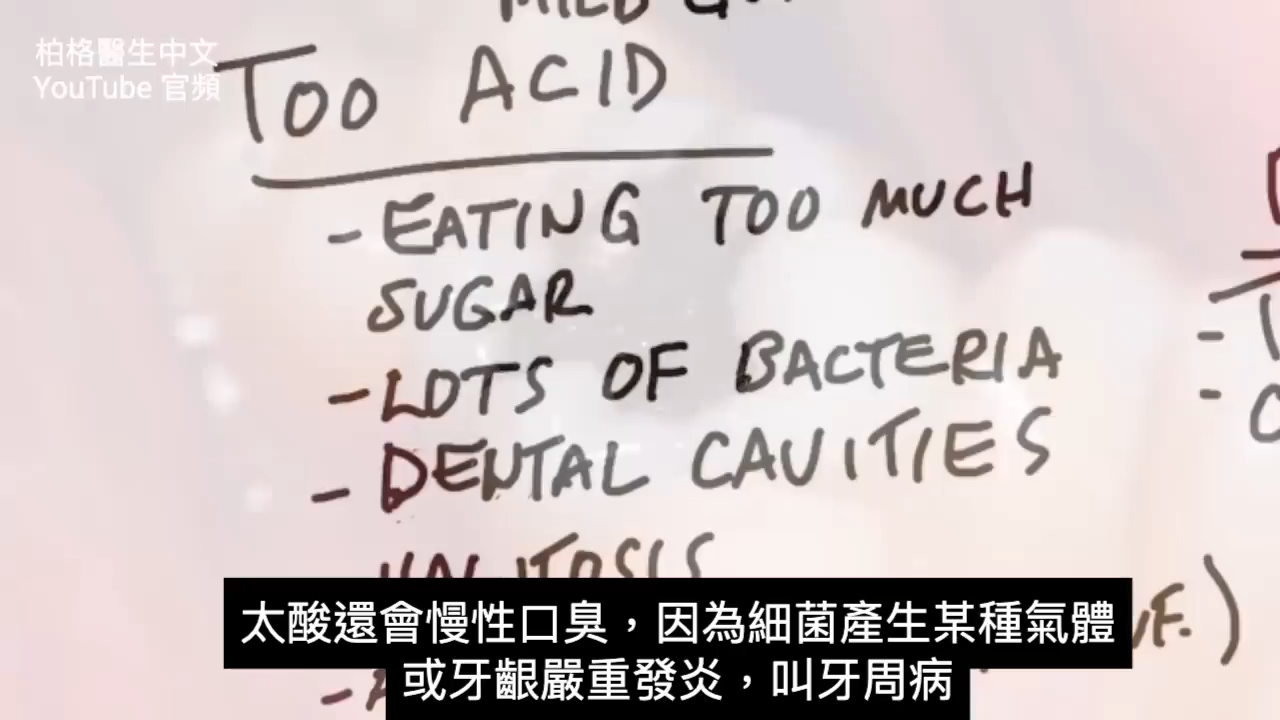 柏格醫生中文
YouTube 官頻
TOO ACID
- EATING TOO MUCH
SUGAR
- LOTS OF BACTERIA
- DENTAL CAVITIES
太酸還會慢性口臭，因為細菌產生某種氣體
或牙齦嚴重發炎，叫牙周病